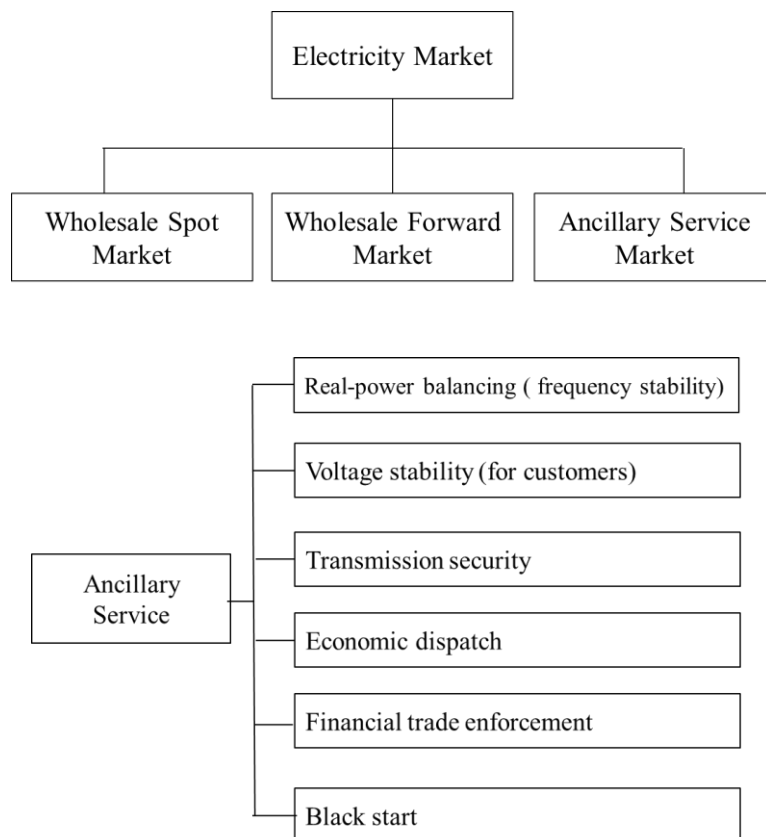 Electricity Market
Wholesale Spot
Market
Wholesale Forward
Market
Ancillary Service
Market
Real-power balancing ( frequency stability)
Voltage stability (for customers)
Transmission security
Ancillary
Service
Economic dispatch
Financial trade enforcement
Black start